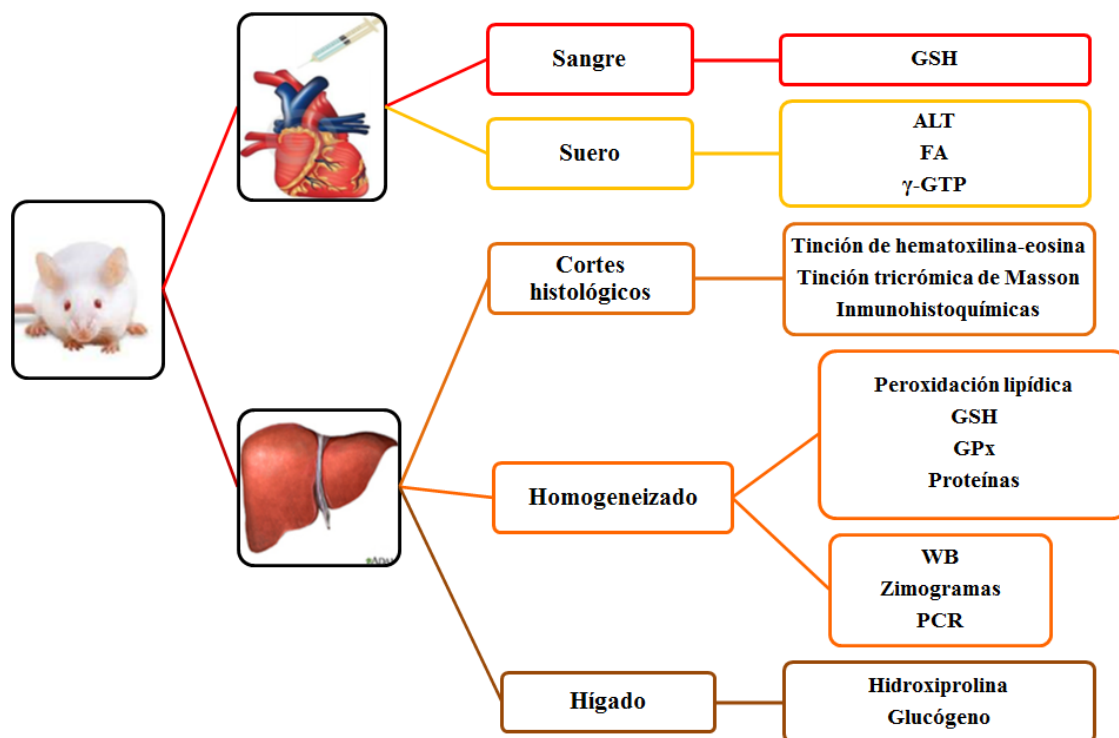 Sangre
GSH
Suero
ALT
FA
γ-GTP
Cortes
histológicos
Tinción de hematoxilina-eosina
Tinción tricrómica de Masson
Inmunohistoquímicas
Homogeneizado
Peroxidación lipídica
GSH
GPx
Proteínas
WB
Zimogramas
PCR
Hígado
Hidroxiprolina
Glucógeno